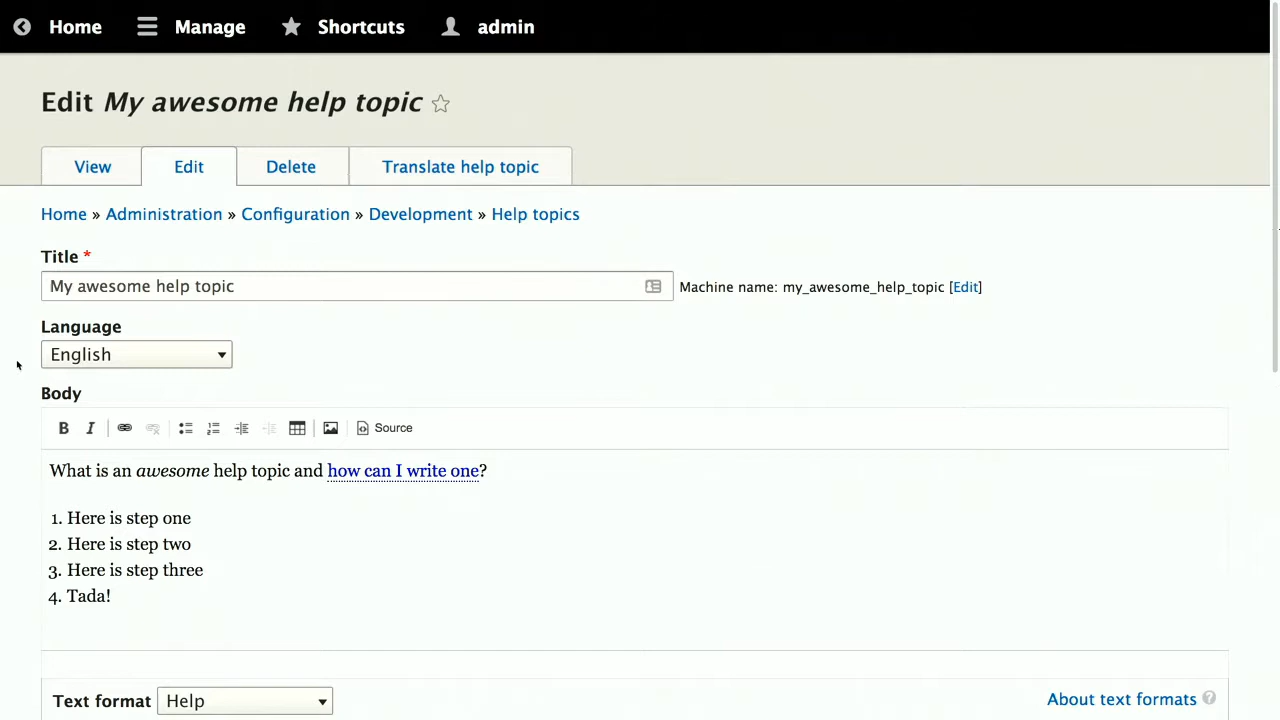 Home Manage Shortcuts admin
Edit My awesome help topic
View Edit Delete Translate help topic
Home » Administration » Configuration » Development » Help topics
Title *
My awesome help topic Machine name: my_awesome_help_topic [Edit]
Language
English
Body
B I Source
What is an awesome help topic and how can I write one?
1. Here is step one
2. Here is step two
3. Here is step three
4. Tada!
Text format Help About text formats ?